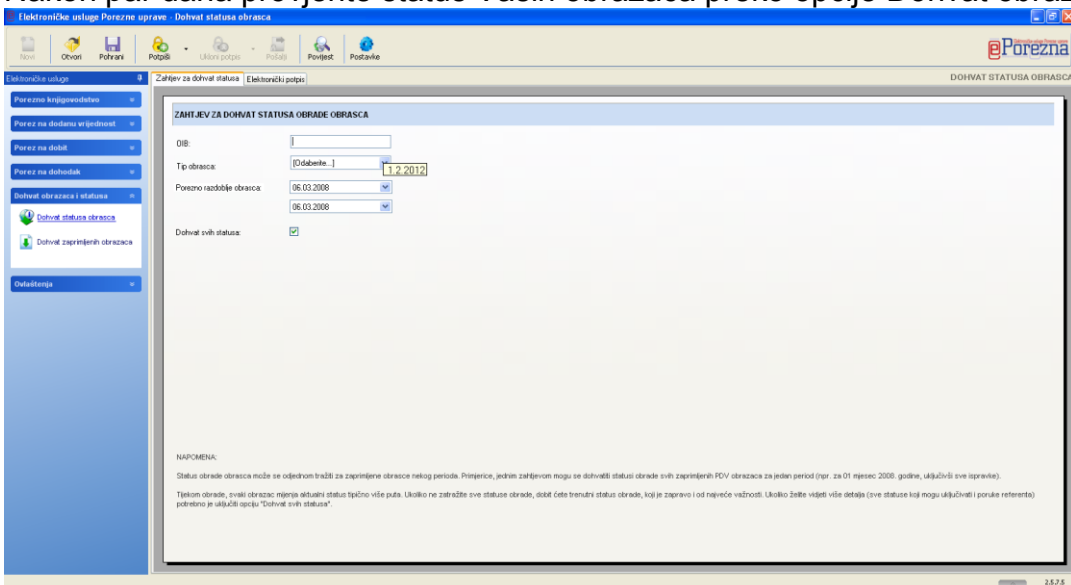 Nakon par dana provjerite status Vaših obrazaca preko opcije Dohvat obraz
Elektroničke usluge Porezne uprave - Dohvat statusa obrasca
Novi Otvori Pohrani Potpiši Ukloni potpis Pošalji Povijest Postavke
ePorezna
Elektroničke usluge
Zahtjev za dohvat statusa Elektronički potpis
DOHVAT STATUSA OBRASCA
Porezno knjigovodstvo
Porez na dodanu vrijednost
Porez na dobit
Porez na dohodak
Dohvat obrazaca i statusa
Dohvat statusa obrasca
Dohvat zaprimljenih obrazaca
Ovlaštenja
ZAHTJEV ZA DOHVAT STATUSA OBRADE OBRASCA
OIB:
Tip obrasca: [Odaberite...]
1.2.2012
Porezno razdoblje obrasca: 06.03.2008
06.03.2008
Dohvat svih statusa:
NAPOMENA:
Status obrade obrasca može se odjednom tražiti za zaprimljene obrasce nekog perioda. Primjerice, jednim zahtjevom mogu se dohvatiti statusi obrade svih zaprimljenih PDV obrazaca za jedan period (npr. za 01 mjesec 2008. godine, uključivši sve ispravke).
Tijekom obrade, svaki obrazac mijenja aktualni status tipično više puta. Ukoliko ne zatražite sve statuse obrade, dobit ćete trenutni status obrade, koji je zapravo i od najveće važnosti. Ukoliko želite vidjeti više detalja (sve statuse koji mogu uključivati i poruke referenta)
potrebno je uključiti opciju "Dohvat svih statusa".
2.5.7.5